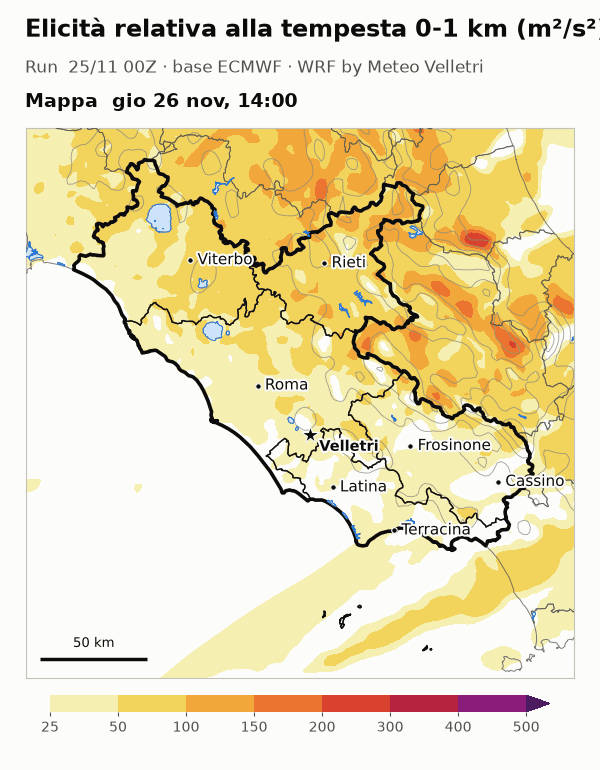 Elicità relativa alla tempesta 0-1 km (m²/s²)
Run  25/11 00Z · base ECMWF · WRF by Meteo Velletri
Mappa  gio 26 nov, 14:00
Viterbo
Rieti
Roma
Velletri
Frosinone
Latina
Cassino
Terracina
50 km
25 50 100 150 200 300 400 500